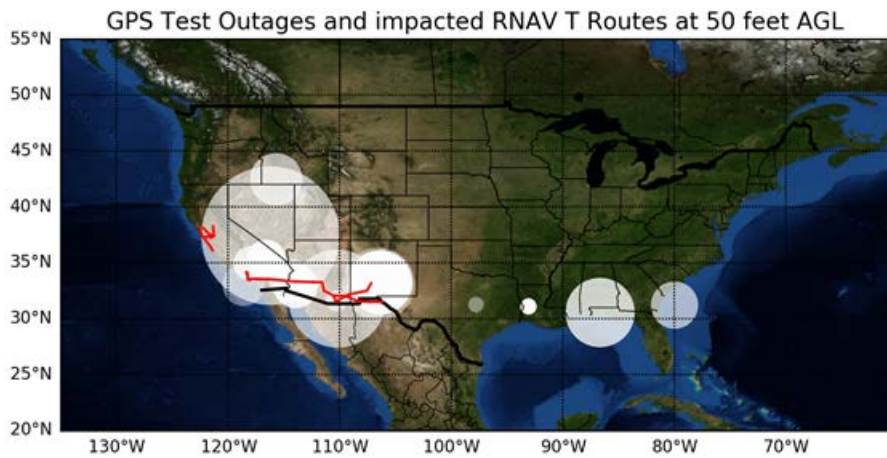 GPS Test Outages and impacted RNAV T Routes at 50 feet AGL
55°N
50°N
45°N
40°N
35°N
30°N
25°N
20°N
130°W 120°W 110°W 100°W 90°W 80°W 70°W